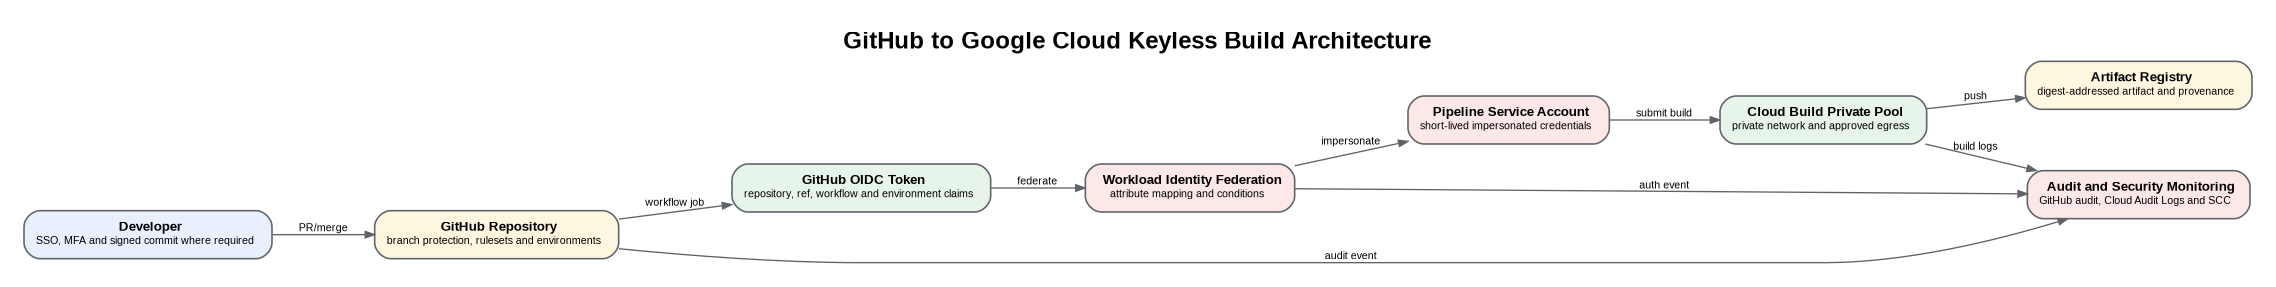 GitHub to Google Cloud Keyless Build Architecture
Developer
SSO, MFA and signed commit where required
PR/merge
GitHub Repository
branch protection, rulesets and environments
workflow job
GitHub OIDC Token
repository, ref, workflow and environment claims
federate
Workload Identity Federation
attribute mapping and conditions
impersonate
Pipeline Service Account
short-lived impersonated credentials
submit build
Cloud Build Private Pool
private network and approved egress
push
Artifact Registry
digest-addressed artifact and provenance
build logs
auth event
audit event
Audit and Security Monitoring
GitHub audit, Cloud Audit Logs and SCC